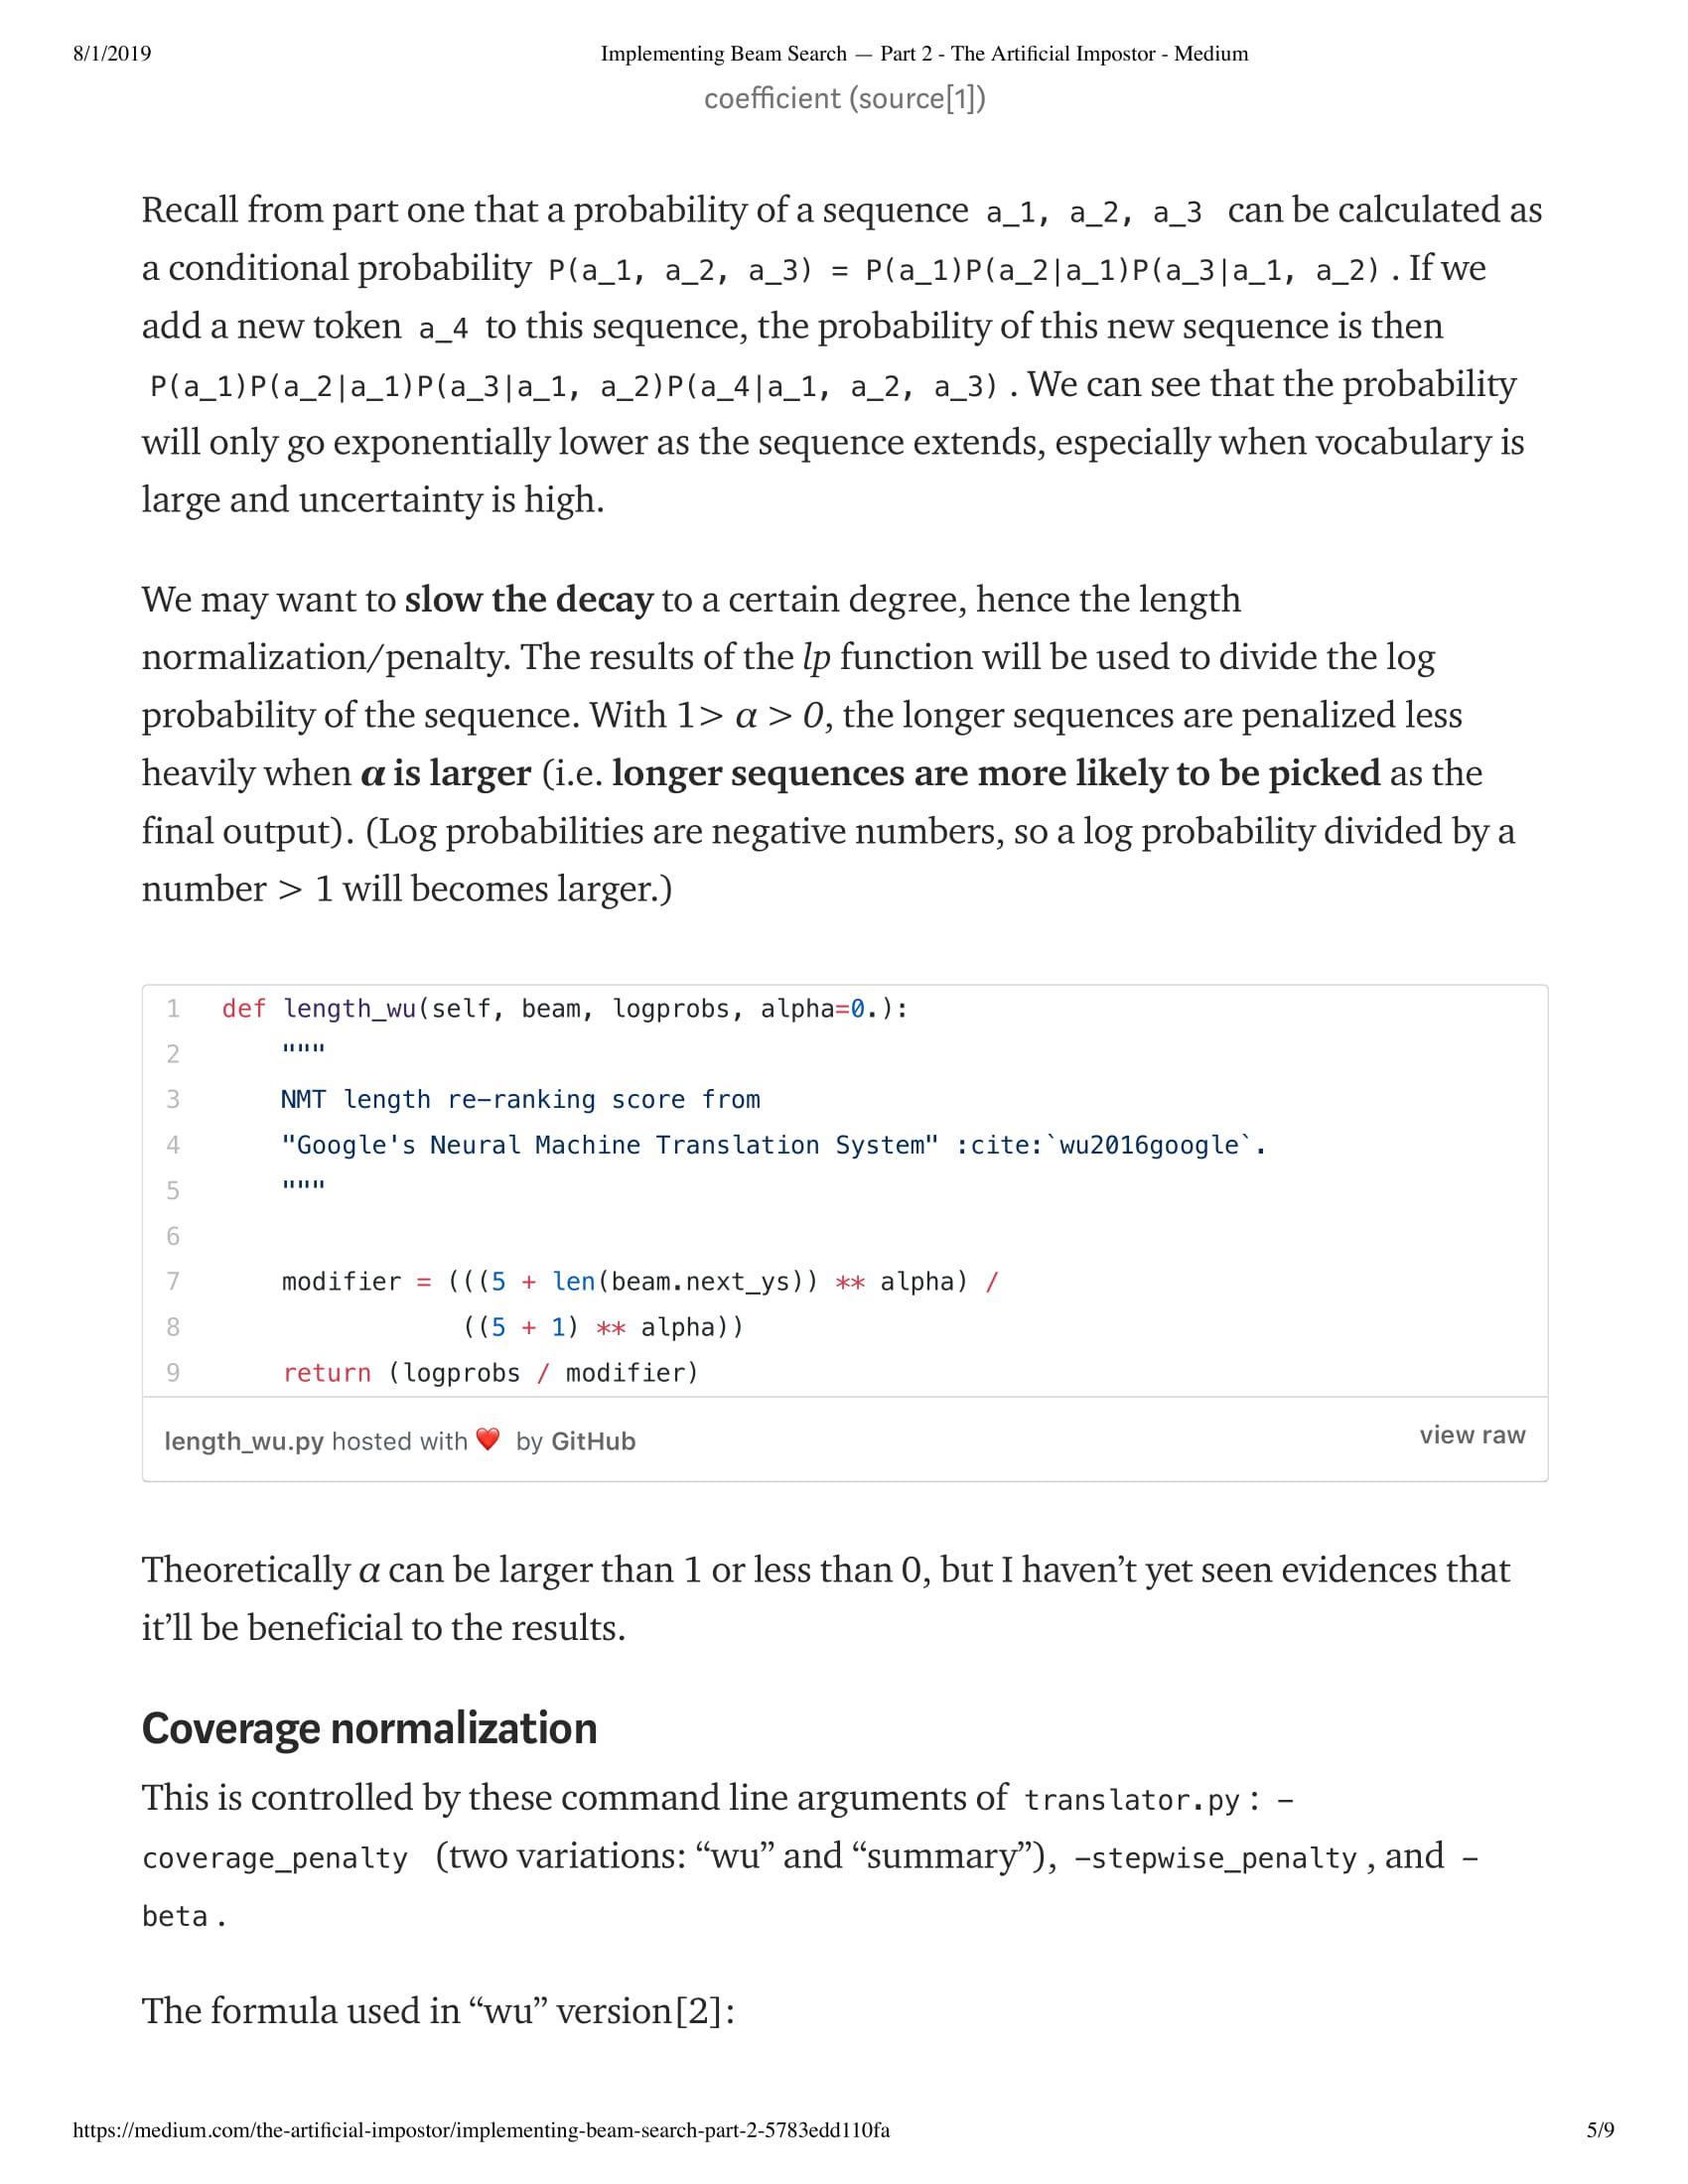 8/1/2019 Implementing Beam Search — Part 2 - The Artificial Impostor - Medium
coefficient (source[1])
Recall from part one that a probability of a sequence a_1, a_2, a_3 can be calculated as
a conditional probability P(a_1, a_2, a_3) = P(a_1)P(a_2|a_1)P(a_3|a_1, a_2) . If we
add a new token a_4 to this sequence, the probability of this new sequence is then
P(a_1)P(a_2|a_1)P(a_3|a_1, a_2)P(a_4|a_1, a_2, a_3) . We can see that the probability
will only go exponentially lower as the sequence extends, especially when vocabulary is
large and uncertainty is high.
We may want to slow the decay to a certain degree, hence the length
normalization/penalty. The results of the lp function will be used to divide the log
probability of the sequence. With 1> α > 0, the longer sequences are penalized less
heavily when α is larger (i.e. longer sequences are more likely to be picked as the
final output). (Log probabilities are negative numbers, so a log probability divided by a
number > 1 will becomes larger.)
1 def length_wu(self, beam, logprobs, alpha=0.):
2 """
3 NMT length re-ranking score from
4 "Google's Neural Machine Translation System" :cite:`wu2016google`.
5 """
6
7 modifier = (((5 + len(beam.next_ys)) ** alpha) /
8 ((5 + 1) ** alpha))
9 return (logprobs / modifier)
length_wu.py hosted with ❤ by GitHub view raw
Theoretically α can be larger than 1 or less than 0, but I haven’t yet seen evidences that
it’ll be beneficial to the results.
Coverage normalization
This is controlled by these command line arguments of translator.py : -
coverage_penalty (two variations: “wu” and “summary”), -stepwise_penalty , and -
beta .
The formula used in “wu” version[2]:
https://medium.com/the-artificial-impostor/implementing-beam-search-part-2-5783edd110fa 5/9